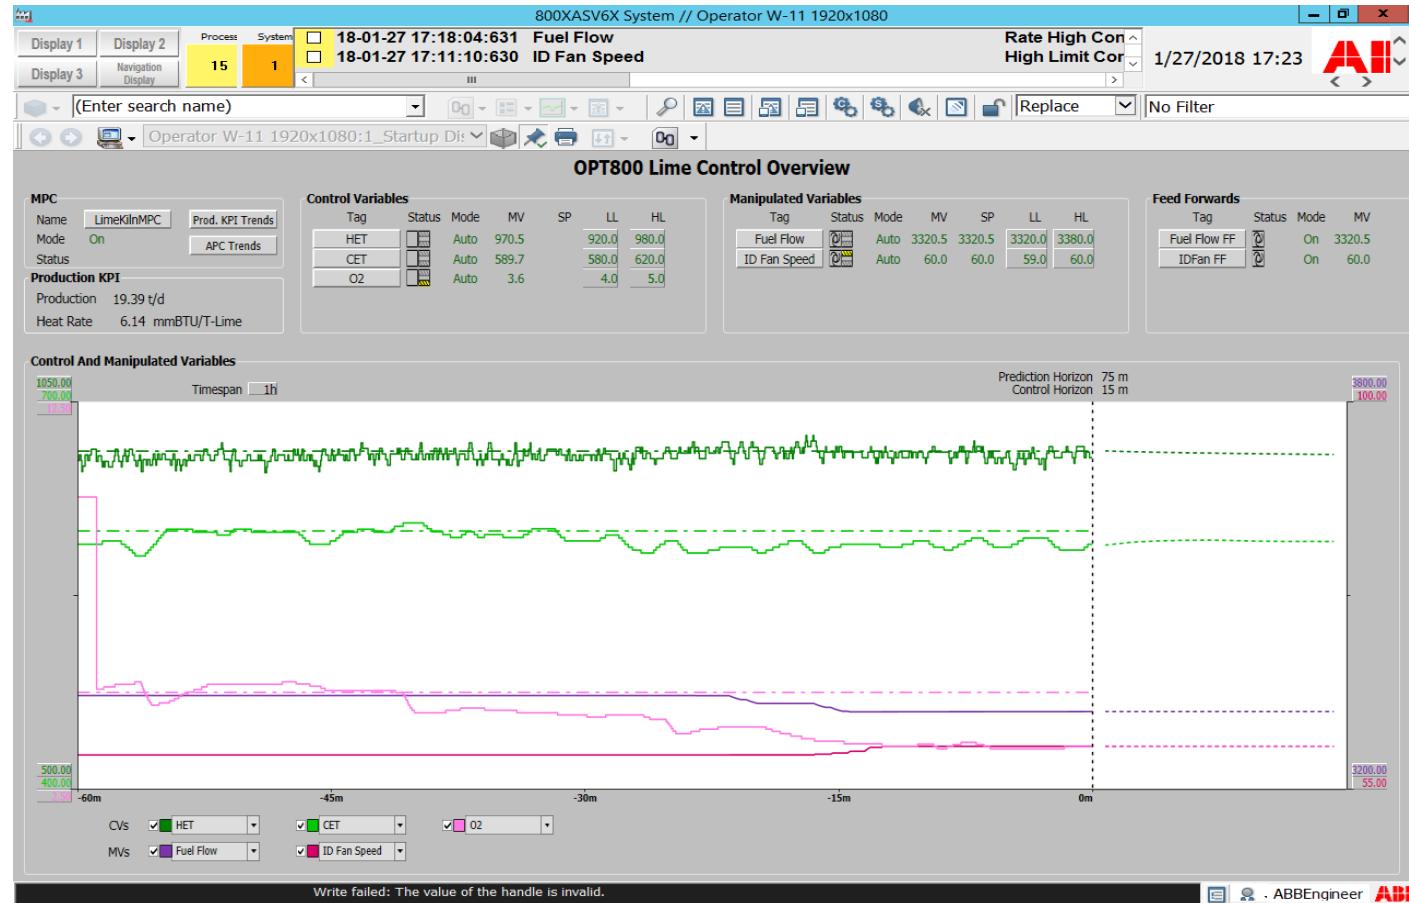 800XASV6X System // Operator W-11 1920x1080
Display 1 Display 2 Process System 18-01-27 17:18:04:631 Fuel Flow Rate High Con
15 1 18-01-27 17:11:10:630 ID Fan Speed High Limit Cor 1/27/2018 17:23 ABB
Display 3 Navigation Display
(Enter search name) Replace No Filter
Operator W-11 1920x1080:1_Startup Dis
OPT800 Lime Control Overview
MPC
Name LimeKilnMPC Prod. KPI Trends
Mode On APC Trends
Status
Production KPI
Production 19.39 t/d
Heat Rate 6.14 mmBTU/T-Lime
Control Variables
Tag Status Mode MV SP LL HL
HET Auto 970.5 920.0 980.0
CET Auto 589.7 580.0 620.0
O2 Auto 3.6 4.0 5.0
Manipulated Variables
Tag Status Mode MV SP LL HL
Fuel Flow Auto 3320.5 3320.5 3320.0 3380.0
ID Fan Speed Auto 60.0 60.0 59.0 60.0
Feed Forwards
Tag Status Mode MV
Fuel Flow FF On 3320.5
IDFan FF On 60.0
Control And Manipulated Variables
Timespan 1h
Prediction Horizon 75 m
Control Horizon 15 m
1050.00 3800.00
700.00 100.00
12.50
500.00 3200.00
400.00 55.00
2.50
-60m -45m -30m -15m 0m
CVs HET CET O2
MVs Fuel Flow ID Fan Speed
Write failed: The value of the handle is invalid.
ABBEngineer ABB